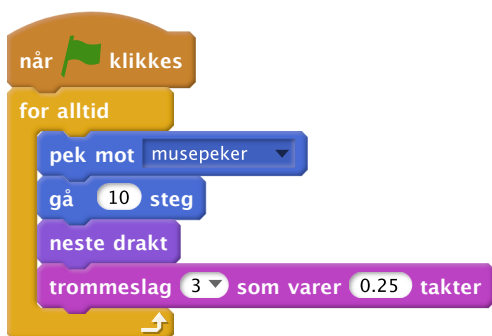 når klikkes
for alltid
pek mot musepeker
gå 10 steg
neste drakt
trommeslag 3 som varer 0.25 takter